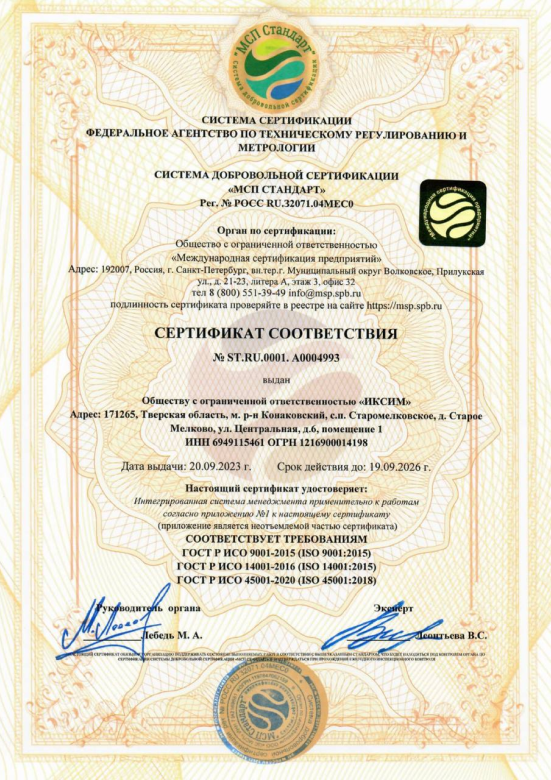 "МСП Стандарт"
система добровольной сертификации
СИСТЕМА СЕРТИФИКАЦИИ
ФЕДЕРАЛЬНОЕ АГЕНТСТВО ПО ТЕХНИЧЕСКОМУ РЕГУЛИРОВАНИЮ И
МЕТРОЛОГИИ
СИСТЕМА ДОБРОВОЛЬНОЙ СЕРТИФИКАЦИИ
«МСП СТАНДАРТ»
Рег. № РОСС RU.32071.04МЕС0
Международная сертификация предприятий
Орган по сертификации:
Общество с ограниченной ответственностью
«Международная сертификация предприятий»
Адрес: 192007, Россия, г. Санкт-Петербург, вн.тер.г. Муниципальный округ Волковское, Прилукская
ул., д. 21-23, литера А, этаж 3, офис 32
тел 8 (800) 551-39-49 info@msp.spb.ru
подлинность сертификата проверяйте в реестре на сайте https://msp.spb.ru
СЕРТИФИКАТ СООТВЕТСТВИЯ
№ ST.RU.0001. A0004993
выдан
Обществу с ограниченной ответственностью «ИКСИМ»
Адрес: 171265, Тверская область, м. р-н Конаковский, с.п. Старомелковское, д. Старое
Мелково, ул. Центральная, д.6, помещение 1
ИНН 6949115461 ОГРН 1216900014198
Дата выдачи: 20.09.2023 г. Срок действия до: 19.09.2026 г.
Настоящий сертификат удостоверяет:
Интегрированная система менеджмента применительно к работам
согласно приложению №1 к настоящему сертификату
(приложение является неотъемлемой частью сертификата)
СООТВЕТСТВУЕТ ТРЕБОВАНИЯМ
ГОСТ Р ИСО 9001-2015 (ISO 9001:2015)
ГОСТ Р ИСО 14001-2016 (ISO 14001:2015)
ГОСТ Р ИСО 45001-2020 (ISO 45001:2018)
Руководитель органа Эксперт
Лебедь М. А. Леонтьева В.С.
"МСП Стандарт"